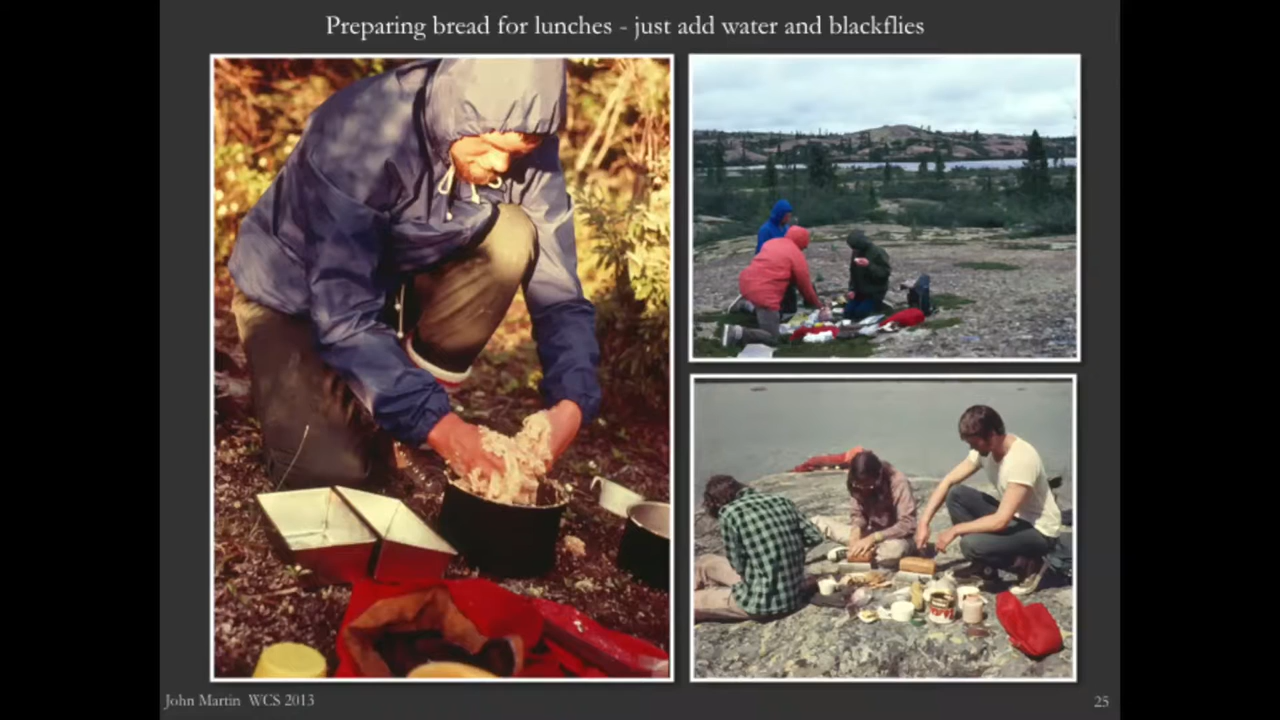 Preparing bread for lunches - just add water and blackflies
John Martin WCS 2013
25